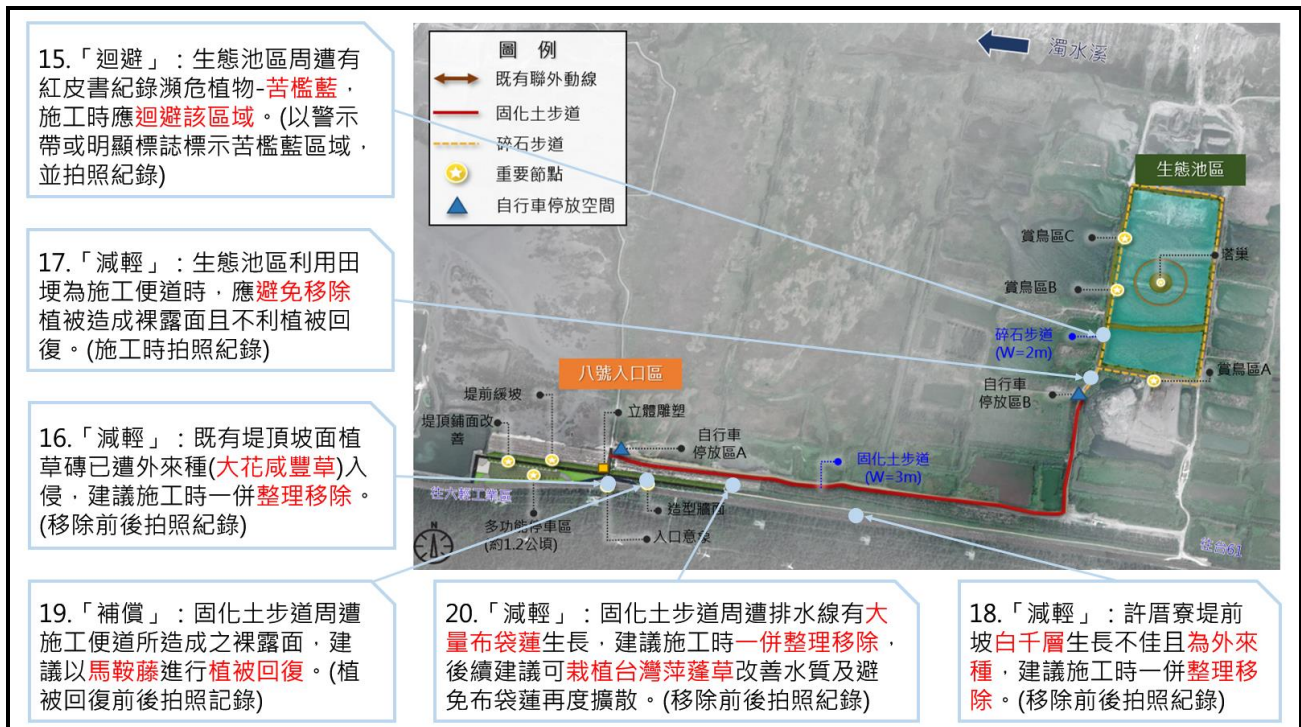 15.「迴避」：生態池區周遭有
紅皮書紀錄瀕危植物-苦檻藍，
施工時應迴避該區域。(以警示
帶或明顯標誌標示苦檻藍區域，
並拍照紀錄)
17.「減輕」：生態池區利用田
埂為施工便道時，應避免移除
植被造成裸露面且不利植被回
復。(施工時拍照紀錄)
16.「減輕」：既有堤頂坡面植
草磚已遭外來種(大花咸豐草)入
侵，建議施工時一併整理移除。
(移除前後拍照紀錄)
19.「補償」：固化土步道周遭
施工便道所造成之裸露面，建
議以馬鞍藤進行植被回復。(植
被回復前後拍照記錄)
20.「減輕」：固化土步道周遭排水線有大
量布袋蓮生長，建議施工時一併整理移除，
後續建議可栽植台灣萍蓬草改善水質及避
免布袋蓮再度擴散。(移除前後拍照紀錄)
18.「減輕」：許厝寮堤前
坡白千層生長不佳且為外來
種，建議施工時一併整理移
除。(移除前後拍照紀錄)
圖 例
既有聯外動線
固化土步道
碎石步道
重要節點
自行車停放空間
濁水溪
生態池區
賞鳥區C
塔巢
賞鳥區B
碎石步道
(W=2m)
賞鳥區A
自行車
停放區B
八號入口區
堤前緩坡
立體雕塑
堤頂鋪面改
善
自行車
停放區A
固化土步道
(W=3m)
往六輕工業區
造型牆面
多功能停車區
(約1.2公頃)
入口意象
往台61
N